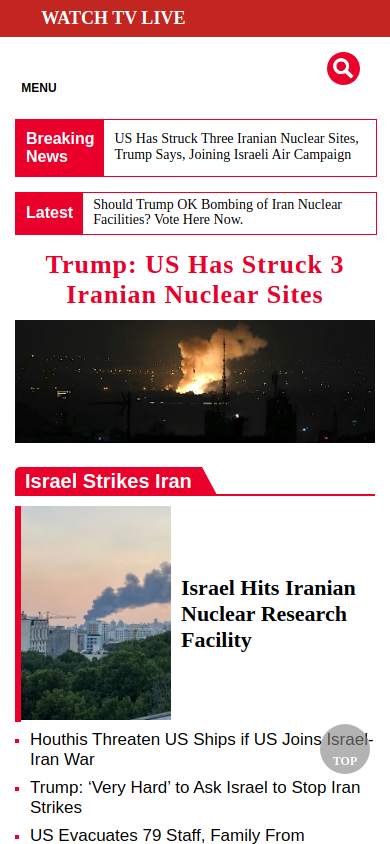 WATCH TV LIVE
MENU
Breaking
News
US Has Struck Three Iranian Nuclear Sites,
Trump Says, Joining Israeli Air Campaign
Latest
Should Trump OK Bombing of Iran Nuclear
Facilities? Vote Here Now.
Trump: US Has Struck 3
Iranian Nuclear Sites
Israel Strikes Iran
Israel Hits Iranian
Nuclear Research
Facility
Houthis Threaten US Ships if US Joins Israel-
Iran War
TOP
Trump: ‘Very Hard’ to Ask Israel to Stop Iran
Strikes
US Evacuates 79 Staff, Family From